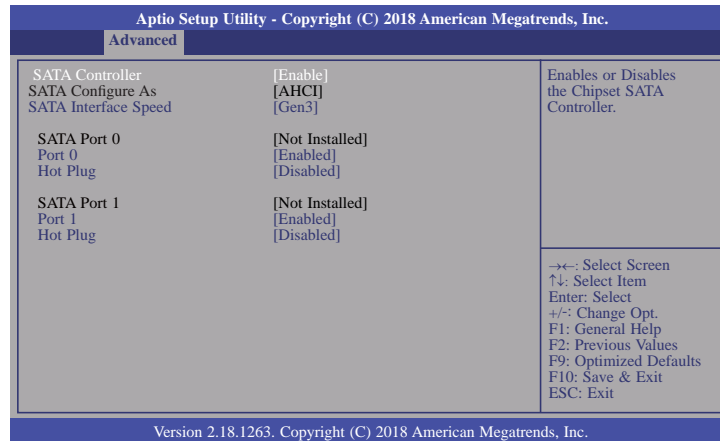 Aptio Setup Utility - Copyright (C) 2018 American Megatrends, Inc.
Advanced
SATA Controller [Enable]
SATA Configure As [AHCI]
SATA Interface Speed [Gen3]
SATA Port 0 [Not Installed]
Port 0 [Enabled]
Hot Plug [Disabled]
SATA Port 1 [Not Installed]
Port 1 [Enabled]
Hot Plug [Disabled]
Enables or Disables
the Chipset SATA
Controller.
→←: Select Screen
↑↓: Select Item
Enter: Select
+/-: Change Opt.
F1: General Help
F2: Previous Values
F9: Optimized Defaults
F10: Save & Exit
ESC: Exit
Version 2.18.1263. Copyright (C) 2018 American Megatrends, Inc.